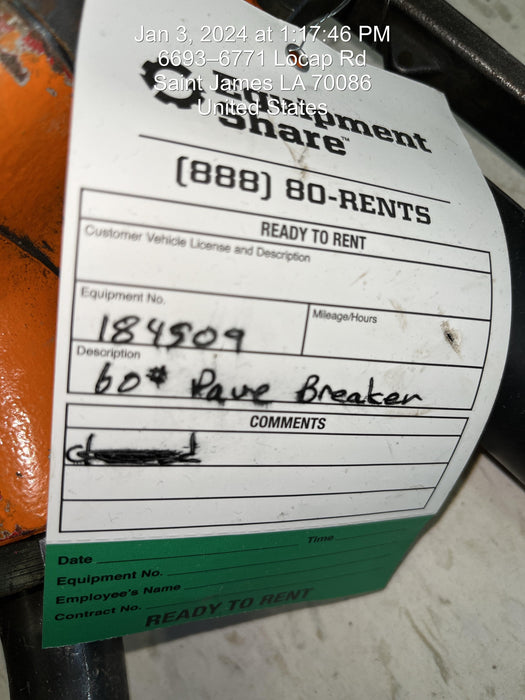 Jan 3, 2024 at 1:17:46 PM
6693–6771 Locap Rd
Saint James LA 70086
United States
Equipment
Share™
(888) 80-RENTS
READY TO RENT
Customer Vehicle License and Description
Equipment No.
Mileage/Hours
184509
Description
60# Pave Breaker
COMMENTS
Date
Time
Equipment No.
Employee's Name
Contract No.
READY TO RENT